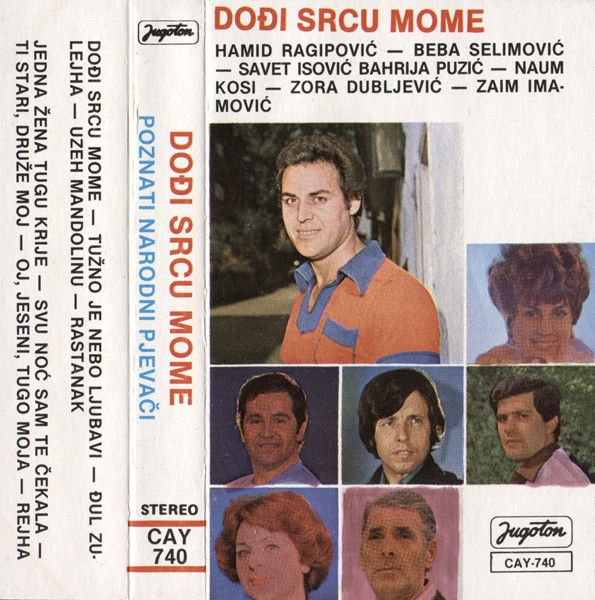 DOĐI SRCU MOME — TUŽNO JE NEBO LJUBAVI — ĐUL ZU-
LEJHA — UZEH MANDOLINU — RASTANAK
JEDNA ŽENA TUGU KRIJE — SVU NOĆ SAM TE ČEKALA —
TI STARI, DRUŽE MOJ — OJ, JESENI, TUGO MOJA — REJHA
Jugoton
DOĐI SRCU MOME
POZNATI NARODNI PJEVAČI
STEREO
CAY
740
DOĐI SRCU MOME
HAMID RAGIPOVIĆ — BEBA SELIMOVIĆ
— SAVET ISOVIĆ BAHRIJA PUZIĆ — NAUM
KOSI — ZORA DUBLJEVIĆ — ZAIM IMA-
MOVIĆ
Jugoton
CAY-740